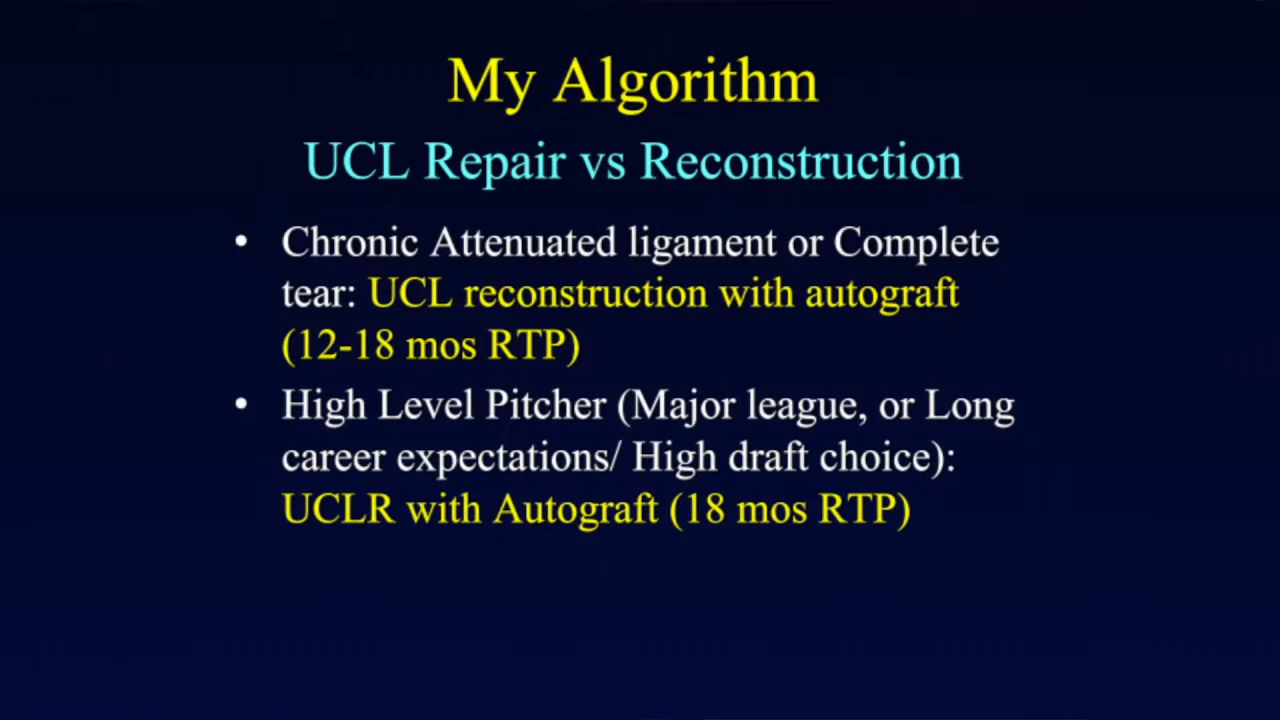 My Algorithm
UCL Repair vs Reconstruction
• Chronic Attenuated ligament or Complete
tear: UCL reconstruction with autograft
(12-18 mos RTP)
• High Level Pitcher (Major league, or Long
career expectations/ High draft choice):
UCLR with Autograft (18 mos RTP)